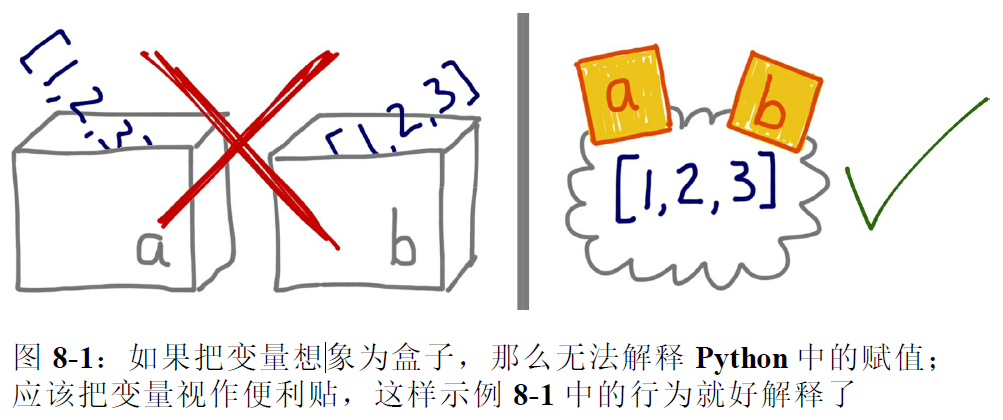 [1,2,3,
[1,2,3]
a
b
a
b
[1,2,3]
图 8-1：如果把变量想象为盒子，那么无法解释 Python 中的赋值；
应该把变量视作便利贴，这样示例 8-1 中的行为就好解释了